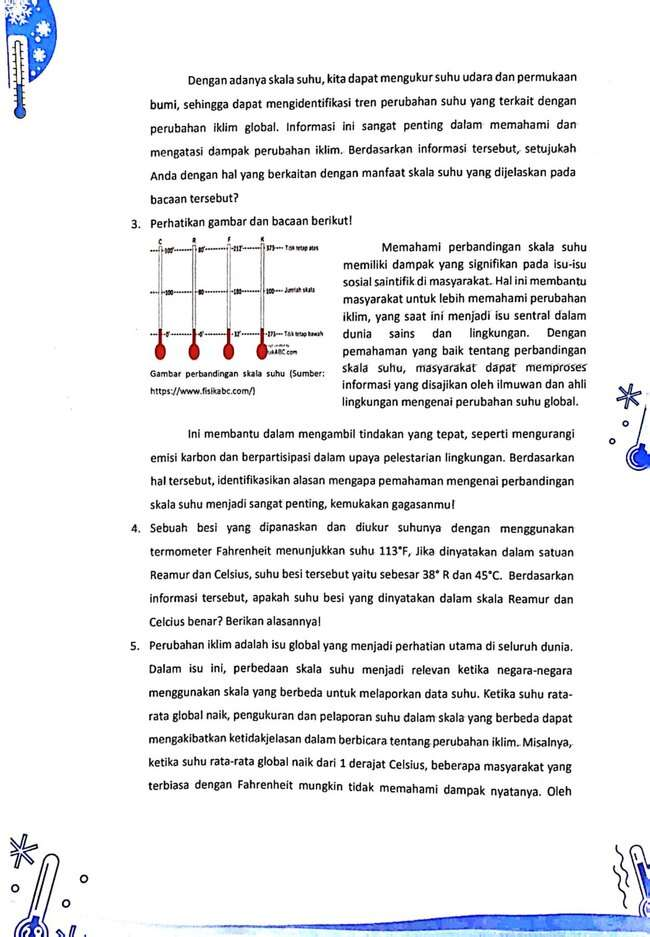 Dengan adanya skala suhu, kita dapat mengukur suhu udara dan permukaan
bumi, sehingga dapat mengidentifikasi tren perubahan suhu yang terkait dengan
perubahan iklim global. Informasi ini sangat penting dalam memahami dan
mengatasi dampak perubahan iklim. Berdasarkan informasi tersebut, setujukah
Anda dengan hal yang berkaitan dengan manfaat skala suhu yang dijelaskan pada
bacaan tersebut?
3. Perhatikan gambar dan bacaan berikut!
C R F K
100° 80° 212° 373 Titik tetap atas
100 80 180 100 Jumlah skala
0° 0° 32° 273 Titik tetap bawah
ABC.com
Gambar perbandingan skala suhu (Sumber:
https://www.fisikabc.com/)
Memahami perbandingan skala suhu
memiliki dampak yang signifikan pada isu-isu
sosial saintifik di masyarakat. Hal ini membantu
masyarakat untuk lebih memahami perubahan
iklim, yang saat ini menjadi isu sentral dalam
dunia sains dan lingkungan. Dengan
pemahaman yang baik tentang perbandingan
skala suhu, masyarakat dapat memproses
informasi yang disajikan oleh ilmuwan dan ahli
lingkungan mengenai perubahan suhu global.
Ini membantu dalam mengambil tindakan yang tepat, seperti mengurangi
emisi karbon dan berpartisipasi dalam upaya pelestarian lingkungan. Berdasarkan
hal tersebut, identifikasikan alasan mengapa pemahaman mengenai perbandingan
skala suhu menjadi sangat penting, kemukakan gagasanmu!
4. Sebuah besi yang dipanaskan dan diukur suhunya dengan menggunakan
termometer Fahrenheit menunjukkan suhu 113°F, Jika dinyatakan dalam satuan
Reamur dan Celsius, suhu besi tersebut yaitu sebesar 38° R dan 45°C. Berdasarkan
informasi tersebut, apakah suhu besi yang dinyatakan dalam skala Reamur dan
Celcius benar? Berikan alasannya!
5. Perubahan iklim adalah isu global yang menjadi perhatian utama di seluruh dunia.
Dalam isu ini, perbedaan skala suhu menjadi relevan ketika negara-negara
menggunakan skala yang berbeda untuk melaporkan data suhu. Ketika suhu rata-
rata global naik, pengukuran dan pelaporan suhu dalam skala yang berbeda dapat
mengakibatkan ketidakjelasan dalam berbicara tentang perubahan iklim. Misalnya,
ketika suhu rata-rata global naik dari 1 derajat Celsius, beberapa masyarakat yang
terbiasa dengan Fahrenheit mungkin tidak memahami dampak nyatanya. Oleh